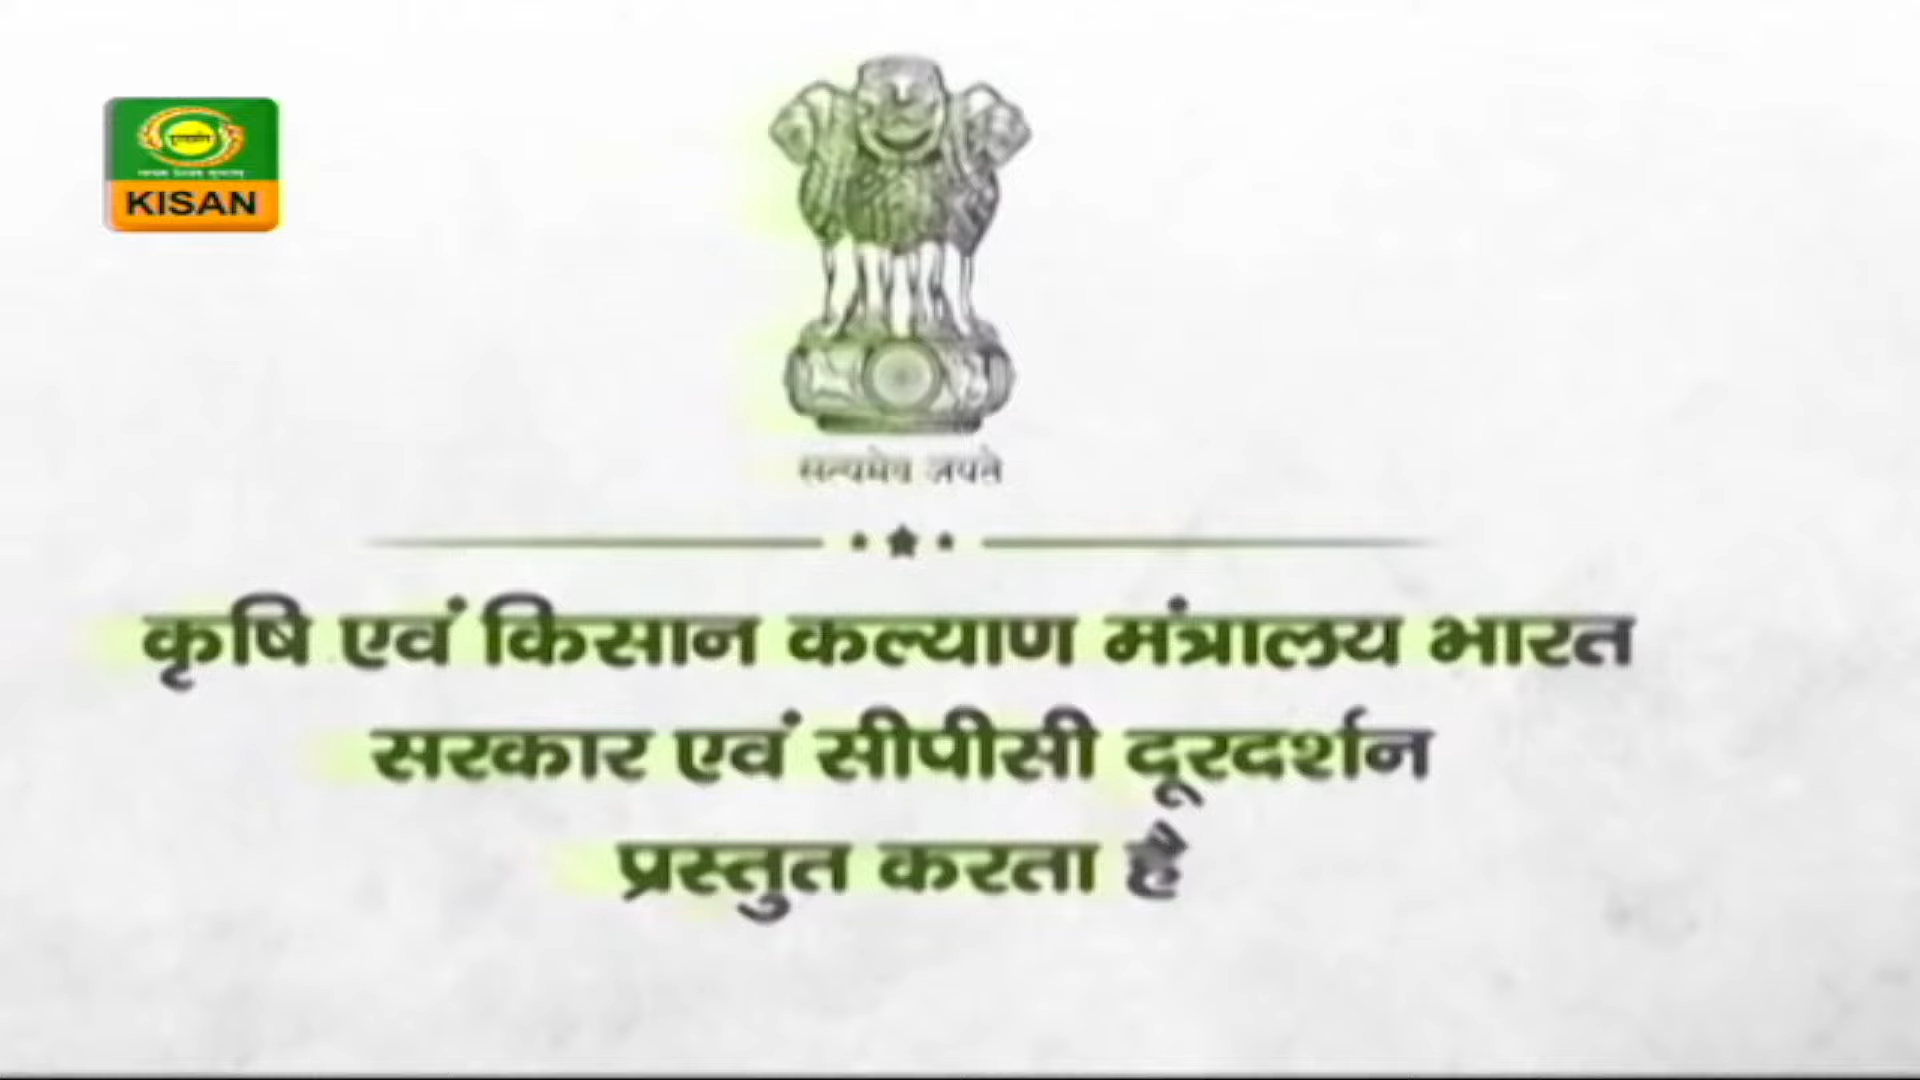 KISAN
सत्यमेव जयते
कृषि एवं किसान कल्याण मंत्रालय भारत
सरकार एवं सीपीसी दूरदर्शन
प्रस्तुत करता है